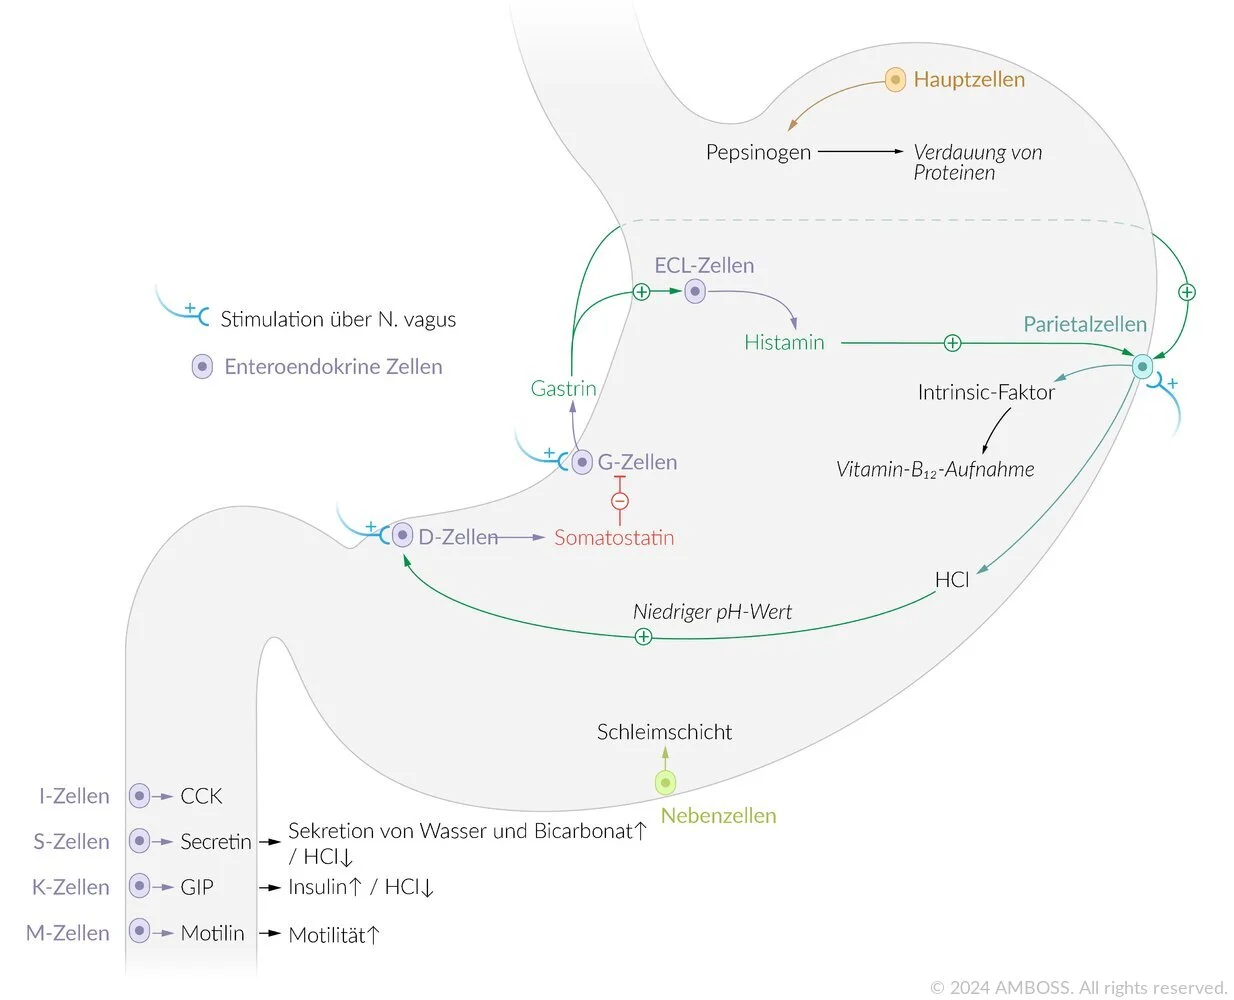 Hauptzellen
Pepsinogen
Verdauung von
Proteinen
ECL-Zellen
+
+
Stimulation über N. vagus
+
Histamin
+
Parietalzellen
Enteroendokrine Zellen
Gastrin
Intrinsic-Faktor
+
G-Zellen
+
Vitamin-B₁₂-Aufnahme
−
D-Zellen
+
Somatostatin
HCl
Niedriger pH-Wert
+
Schleimschicht
Nebenzellen
I-Zellen CCK
S-Zellen Secretin Sekretion von Wasser und Bicarbonat↑
/ HCl↓
K-Zellen GIP Insulin↑ / HCl↓
M-Zellen Motilin Motilität↑
© 2024 AMBOSS. All rights reserved.